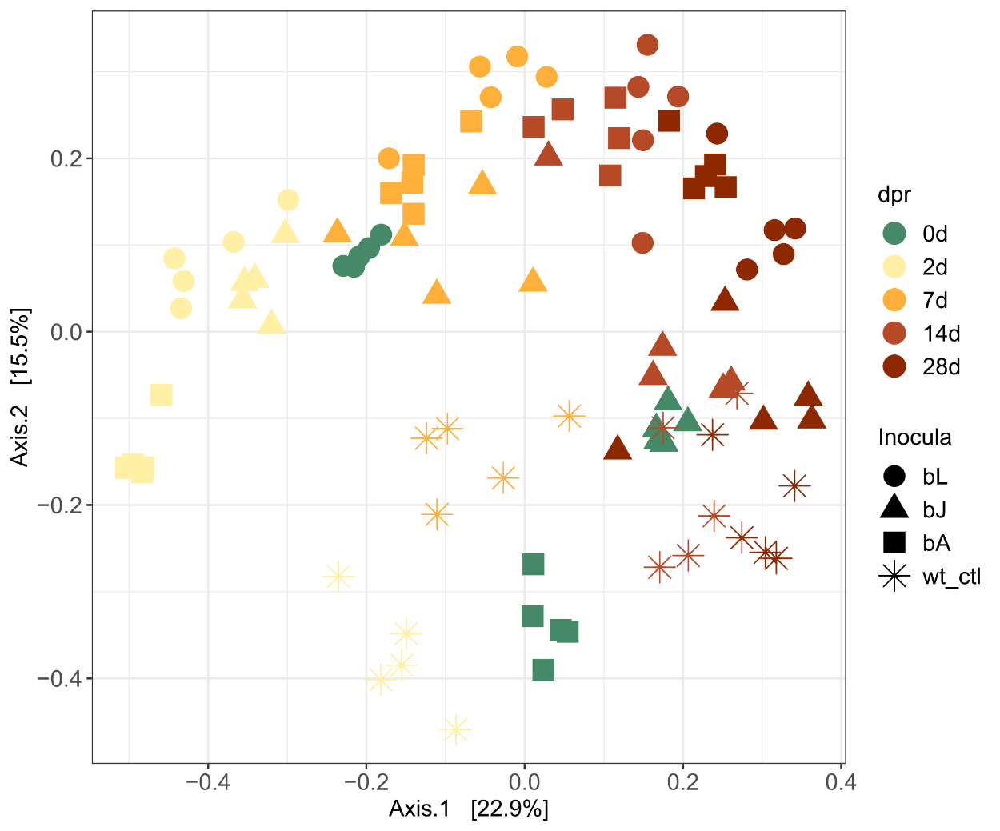 0.2
0.0
−0.2
−0.4
Axis.2 [15.5%]
−0.4
−0.2
0.0
0.2
0.4
Axis.1 [22.9%]
dpr
0d
2d
7d
14d
28d
Inocula
bL
bJ
bA
wt_ctl